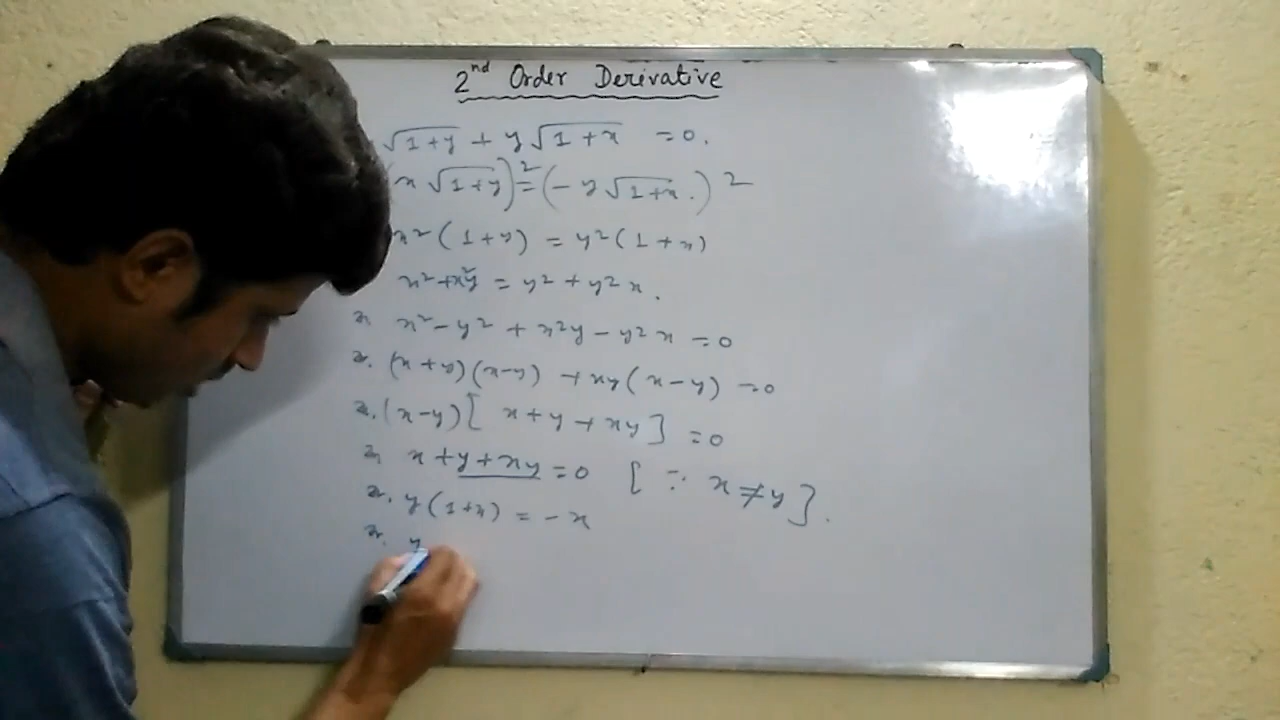 2nd Order Derivative
√1+y + y√1+x = 0.
x√1+y)² = (-y√1+x.)²
x²(1+y) = y²(1+x)
x²+x²y = y²+y²x.
x²-y² + x²y - y²x = 0
(x+y)(x-y) + xy(x-y) = 0
(x-y)[x+y+xy] = 0
x+y+xy = 0 [∵ x≠y].
y(1+x) = -x
y